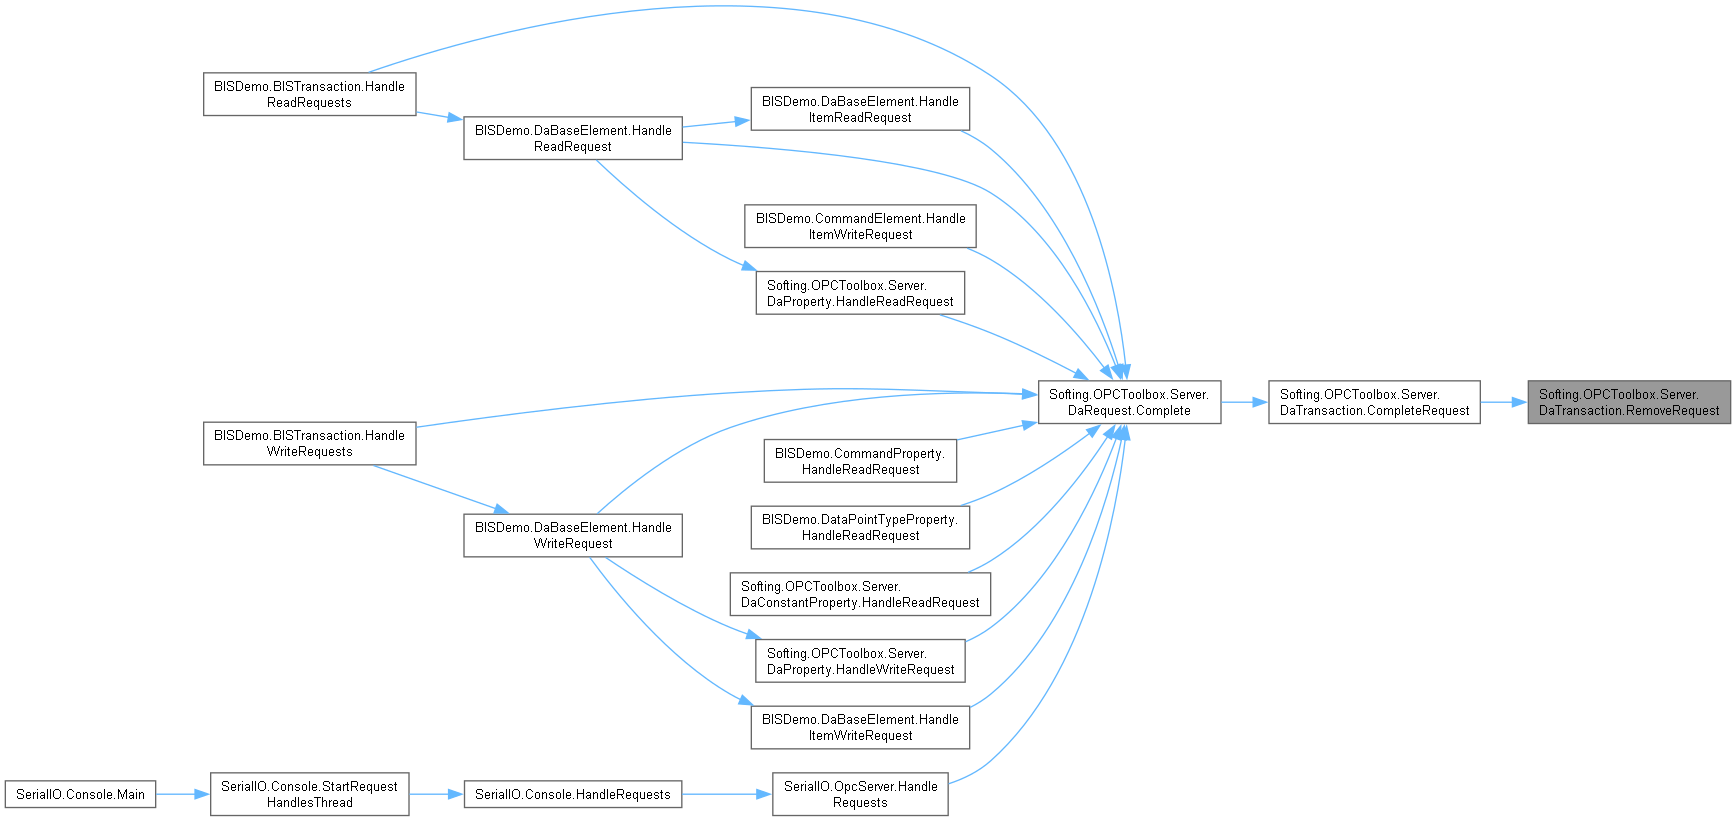 BISDemo.BISTransaction.Handle
ReadRequests
BISDemo.DaBaseElement.Handle
ItemReadRequest
BISDemo.DaBaseElement.Handle
ReadRequest
BISDemo.CommandElement.Handle
ItemWriteRequest
Softing.OPCToolbox.Server.
DaProperty.HandleReadRequest
Softing.OPCToolbox.Server.
DaRequest.Complete
Softing.OPCToolbox.Server.
DaTransaction.CompleteRequest
Softing.OPCToolbox.Server.
DaTransaction.RemoveRequest
BISDemo.BISTransaction.Handle
WriteRequests
BISDemo.CommandProperty.
HandleReadRequest
BISDemo.DataPointTypeProperty.
HandleReadRequest
BISDemo.DaBaseElement.Handle
WriteRequest
Softing.OPCToolbox.Server.
DaConstantProperty.HandleReadRequest
Softing.OPCToolbox.Server.
DaProperty.HandleWriteRequest
BISDemo.DaBaseElement.Handle
ItemWriteRequest
SerialIO.Console.Main
SerialIO.Console.StartRequest
HandlesThread
SerialIO.Console.HandleRequests
SerialIO.OpcServer.Handle
Requests